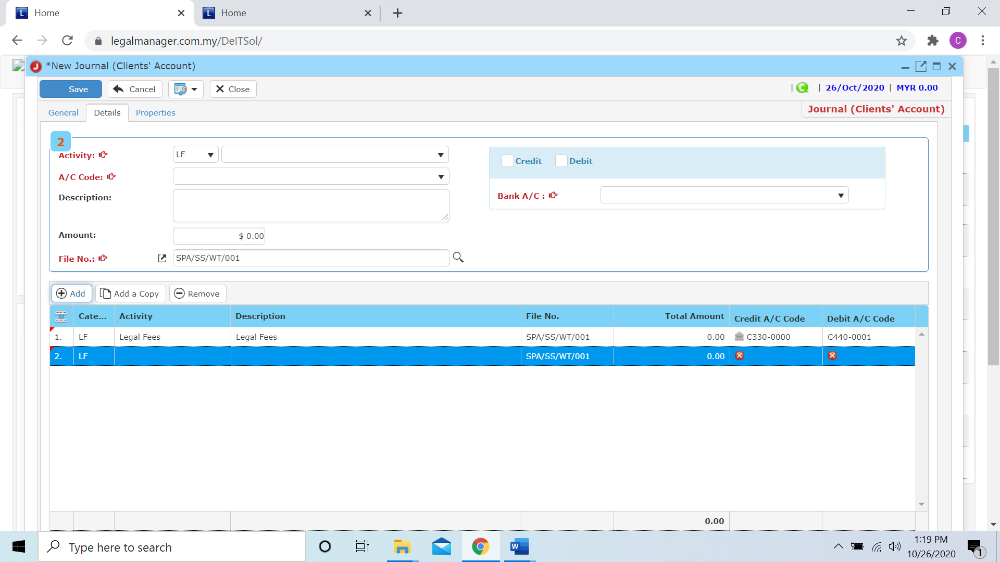 Home
Home
legalmanager.com.my/DelTSol/
C
*New Journal (Clients' Account)
Save
Cancel
Close
| C | 26/Oct/2020 | MYR 0.00
General
Details
Properties
Journal (Clients' Account)
2
Activity:
LF
Credit
Debit
A/C Code:
Bank A/C :
Description:
Amount:
$ 0.00
File No.:
SPA/SS/WT/001
Add
Add a Copy
Remove
Cate... Activity Description File No. Total Amount Credit A/C Code Debit A/C Code
1. LF Legal Fees Legal Fees SPA/SS/WT/001 0.00 C330-0000 C440-0001
2. LF SPA/SS/WT/001 0.00
0.00
Type here to search
1:19 PM
10/26/2020
1